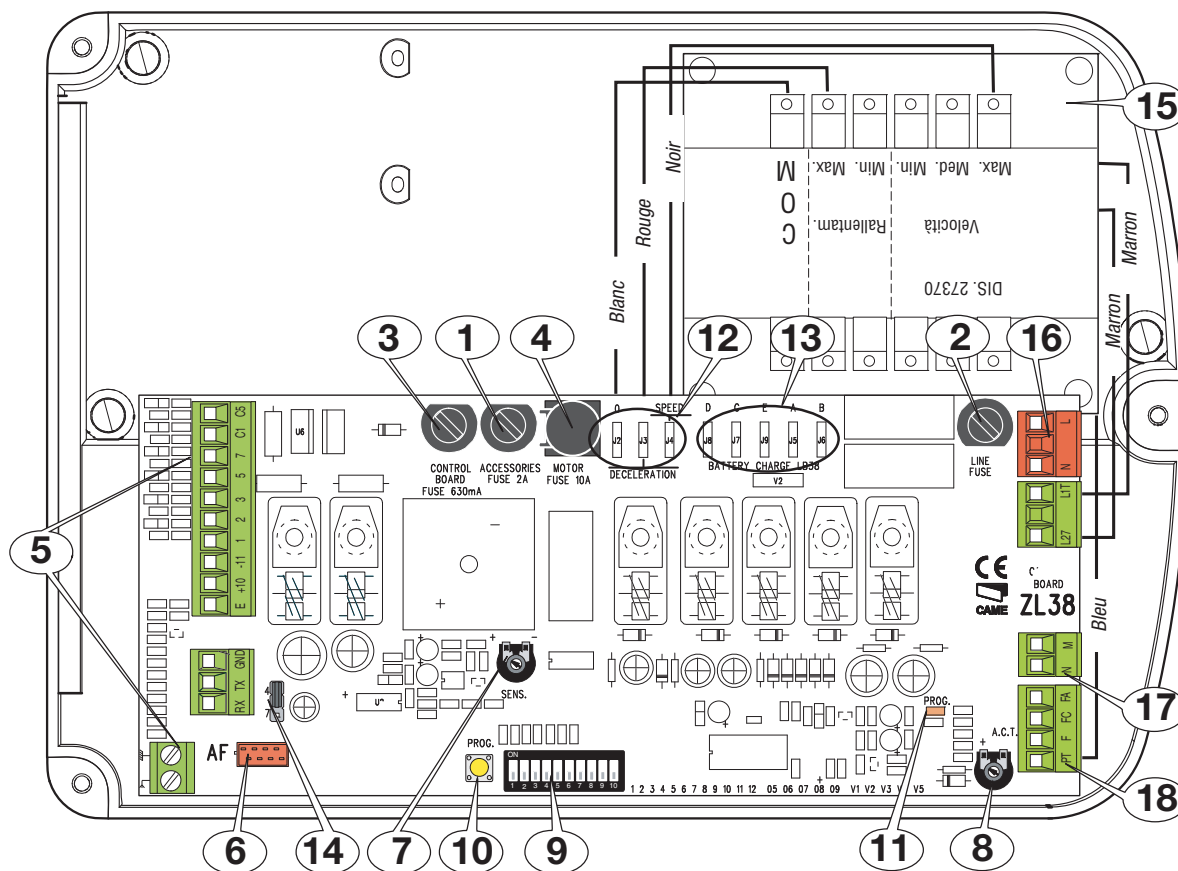 15
Noir
Rouge
Blanc
Marron
Marron
Bleu
COM
Max.
Min.
Min.
Med.
Max.
Rallentam.
Velocità
DIS. 27370
3
1
4
12
13
2
16
O
SPEED
D
C
E
A
B
J2
J3
J4
J8
J7
J9
J5
J6
DECELERATION
BATTERY CHARGE LB38
V2
CONTROL
BOARD
FUSE 630mA
ACCESSORIES
FUSE 2A
MOTOR
FUSE 10A
LINE
FUSE
L
N
L1T
L27
U6
C5
C1
7
5
3
2
1
-11
+10
E
5
CE
CAME
BOARD
ZL38
GND
TX
RX
4
7
SENS.
M
N
FA
FC
F
PT
17
18
PROG.
A.C.T.
AF
PROG.
ON
1 2 3 4 5 6 7 8 9 10
1 2 3 4 5 6 7 8 9 10 11 12 05 06 07 08 09 V1 V2 V3 V5
6
14
7
10
9
11
8